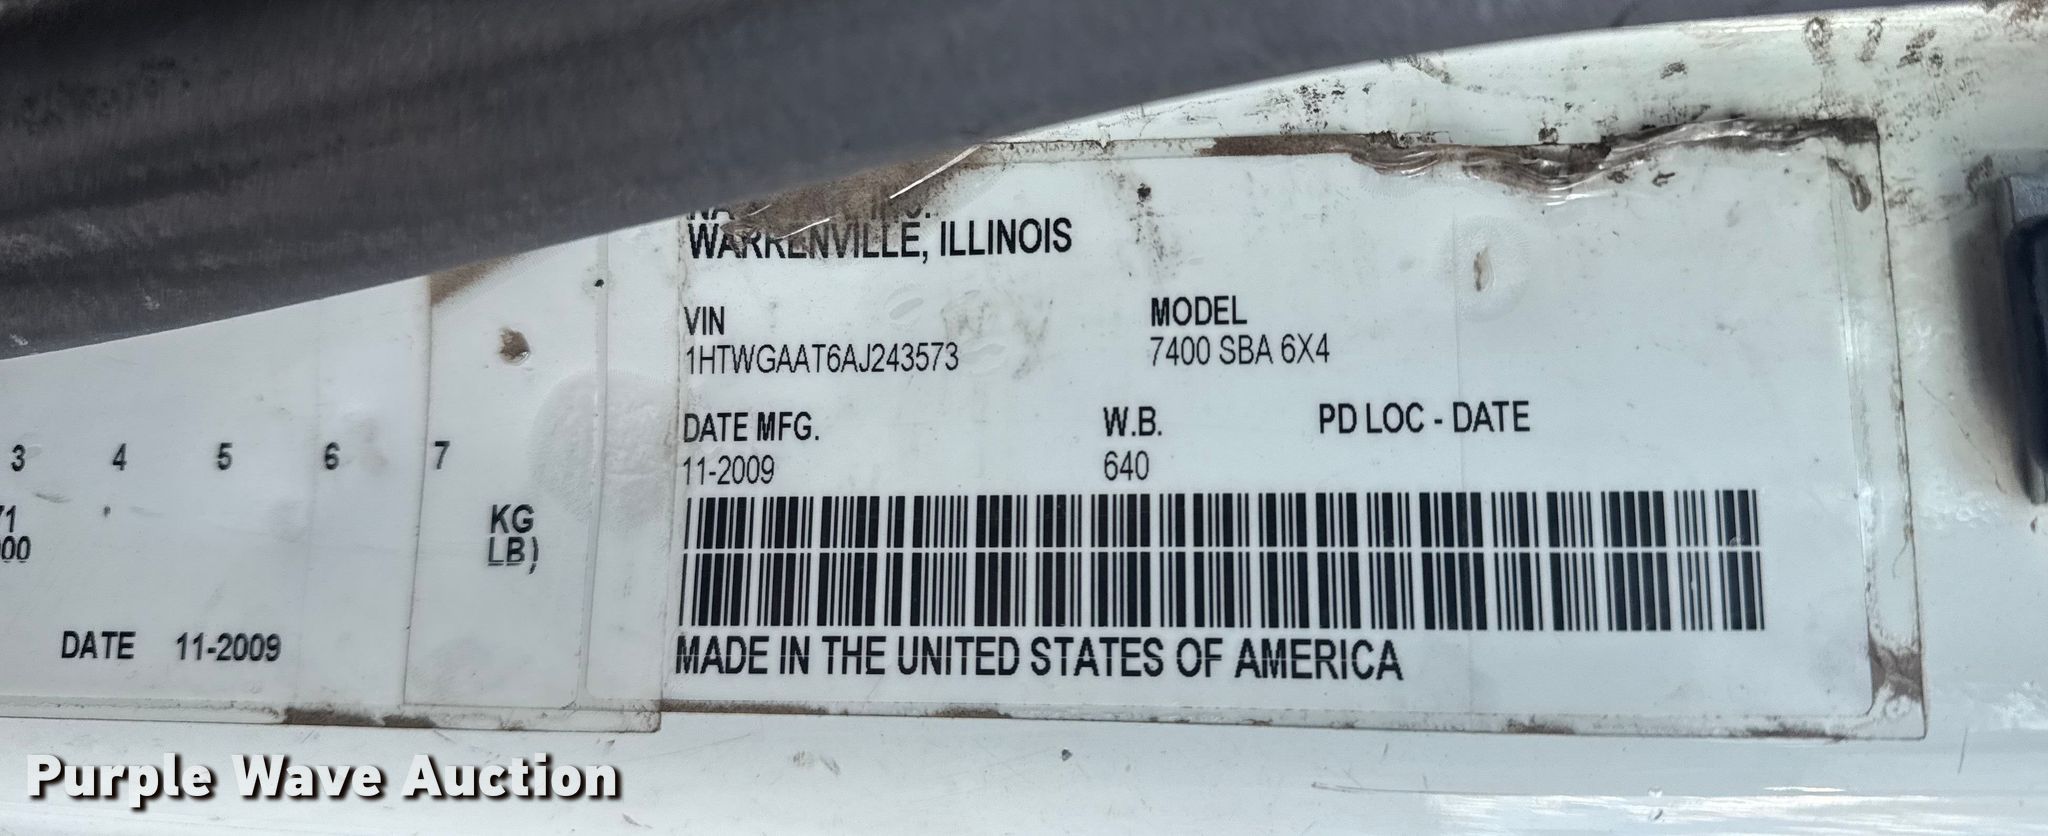 WARRENVILLE, ILLINOIS
VIN
1HTWGAAT6AJ243573
MODEL
7400 SBA 6X4
DATE MFG.
11-2009
W.B.
640
PD LOC - DATE
MADE IN THE UNITED STATES OF AMERICA
3 4 5 6 7
KG
LB)
DATE 11-2009
Purple Wave Auction